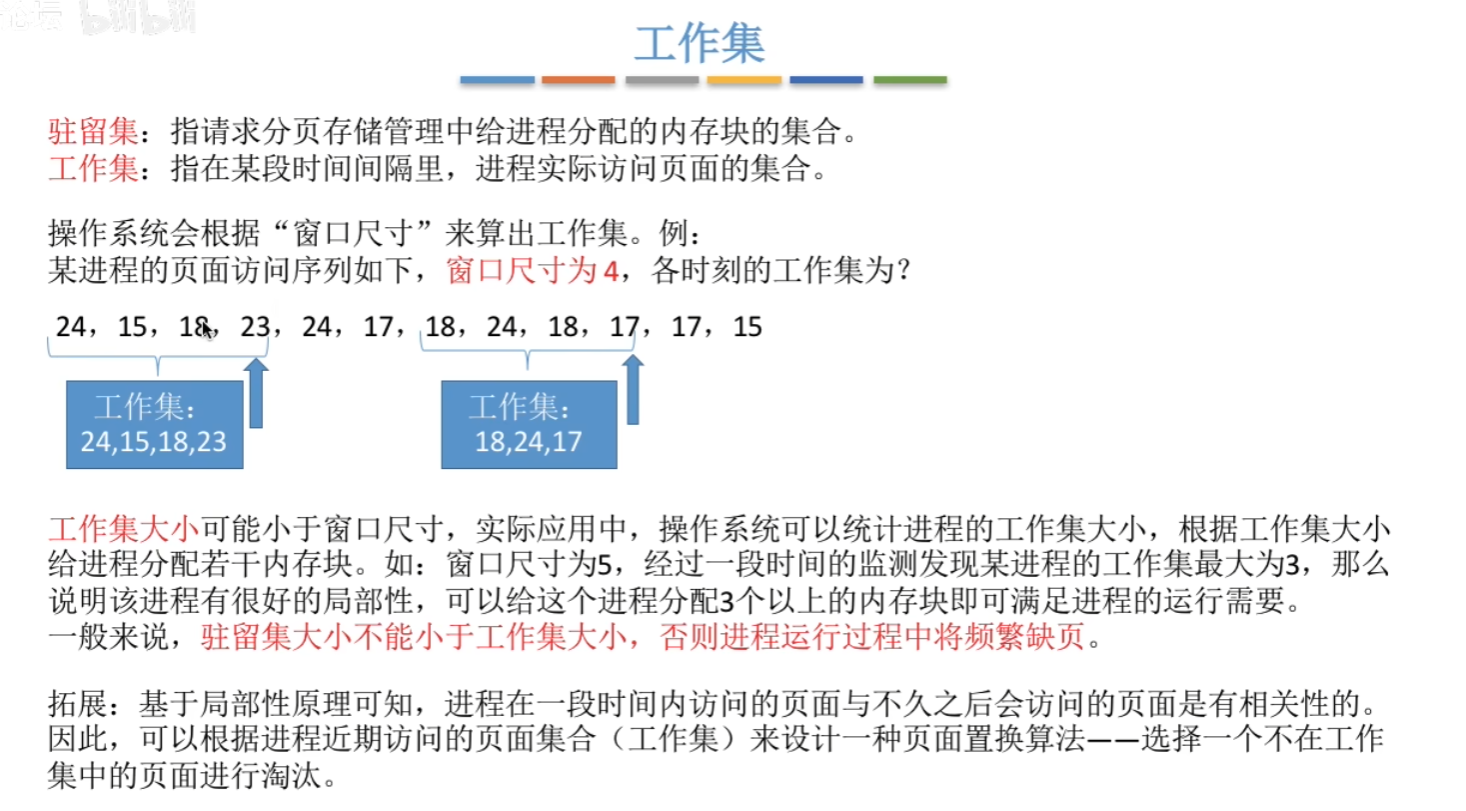 论坛 bilibili
工作集
驻留集：指请求分页存储管理中给进程分配的内存块的集合。
工作集：指在某段时间间隔里，进程实际访问页面的集合。
操作系统会根据“窗口尺寸”来算出工作集。例：
某进程的页面访问序列如下，窗口尺寸为4，各时刻的工作集为？
24，15，18，23，24，17，18，24，18，17，17，15
工作集：
24,15,18,23
工作集：
18,24,17
工作集大小可能小于窗口尺寸，实际应用中，操作系统可以统计进程的工作集大小，根据工作集大小
给进程分配若干内存块。如：窗口尺寸为5，经过一段时间的监测发现某进程的工作集最大为3，那么
说明该进程有很好的局部性，可以给这个进程分配3个以上的内存块即可满足进程的运行需要。
一般来说，驻留集大小不能小于工作集大小，否则进程运行过程中将频繁缺页。
拓展：基于局部性原理可知，进程在一段时间内访问的页面与不久之后会访问的页面是有相关性的。
因此，可以根据进程近期访问的页面集合（工作集）来设计一种页面置换算法——选择一个不在工作
集中的页面进行淘汰。